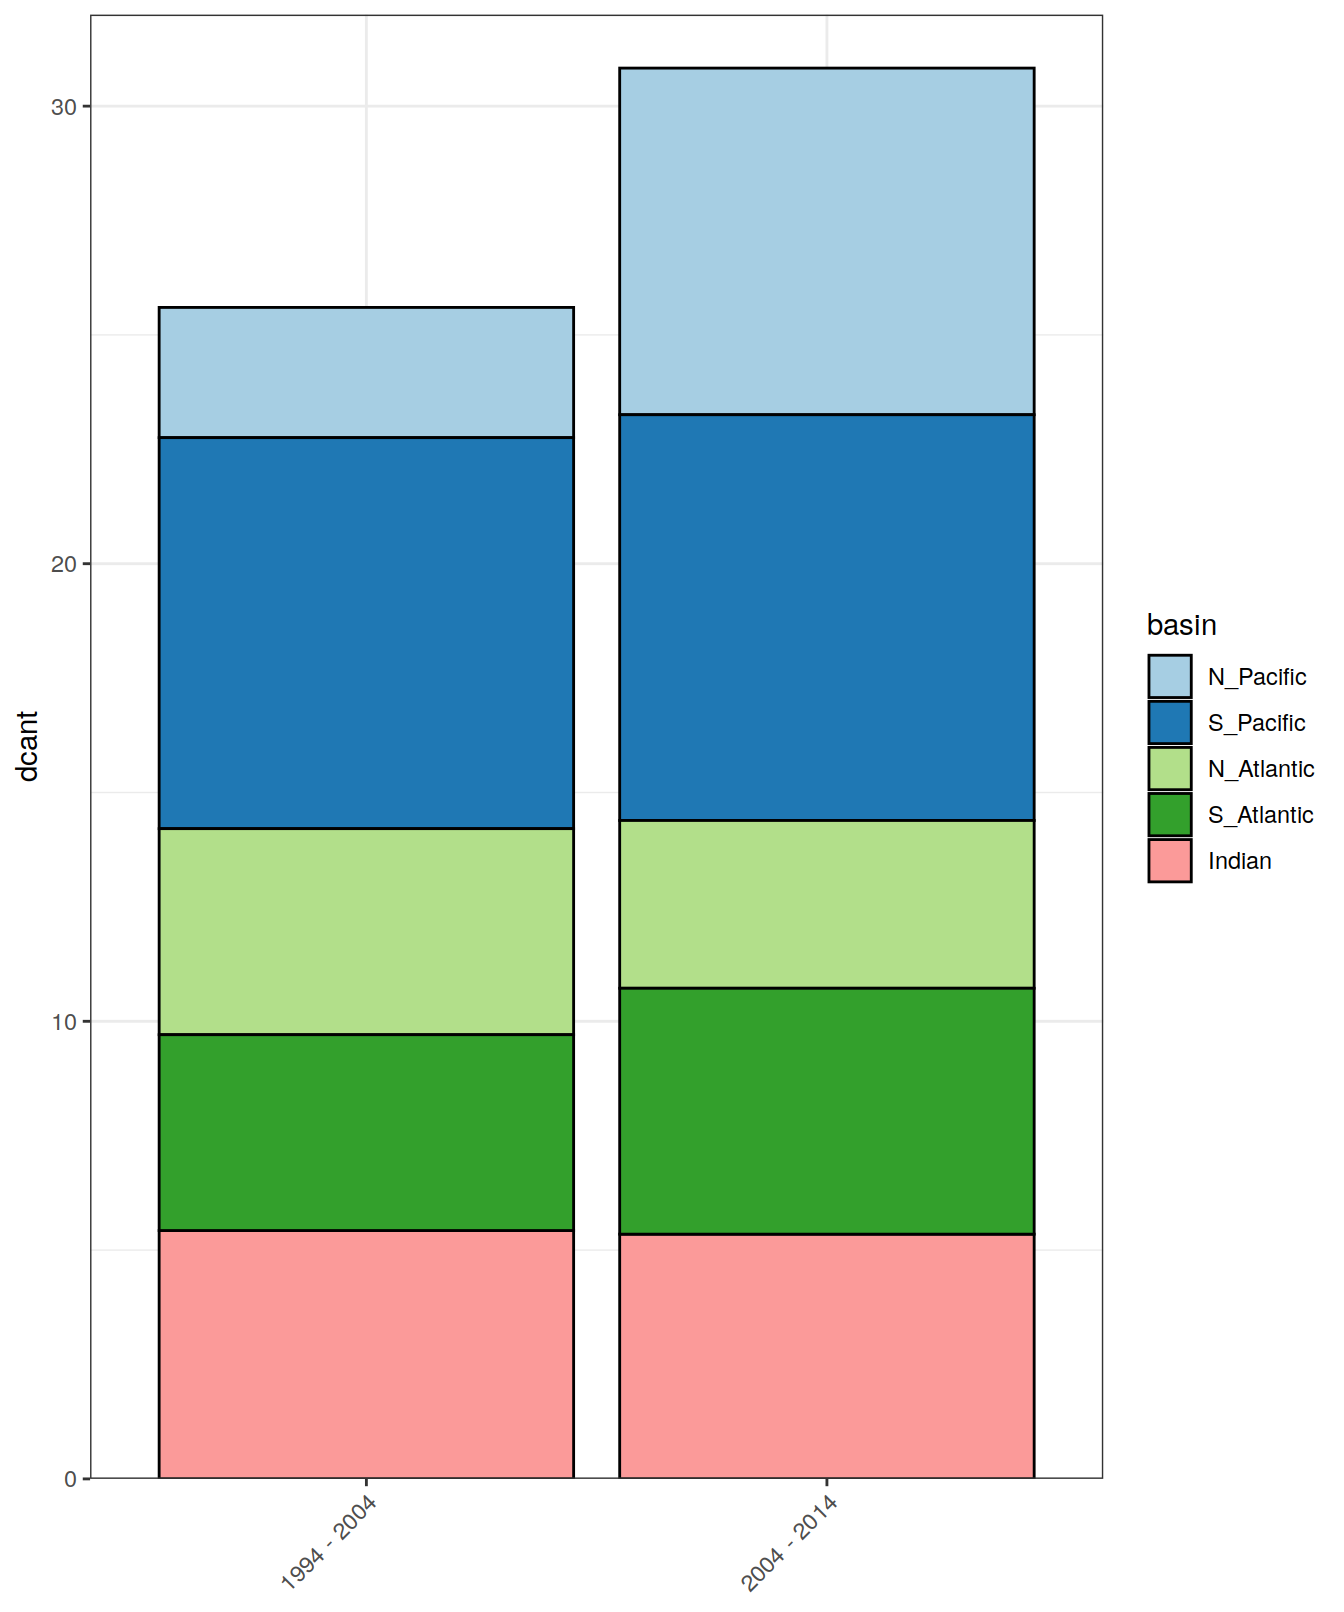 30
20
10
0
dcant
1994 - 2004
2004 - 2014
basin
N_Pacific
S_Pacific
N_Atlantic
S_Atlantic
Indian